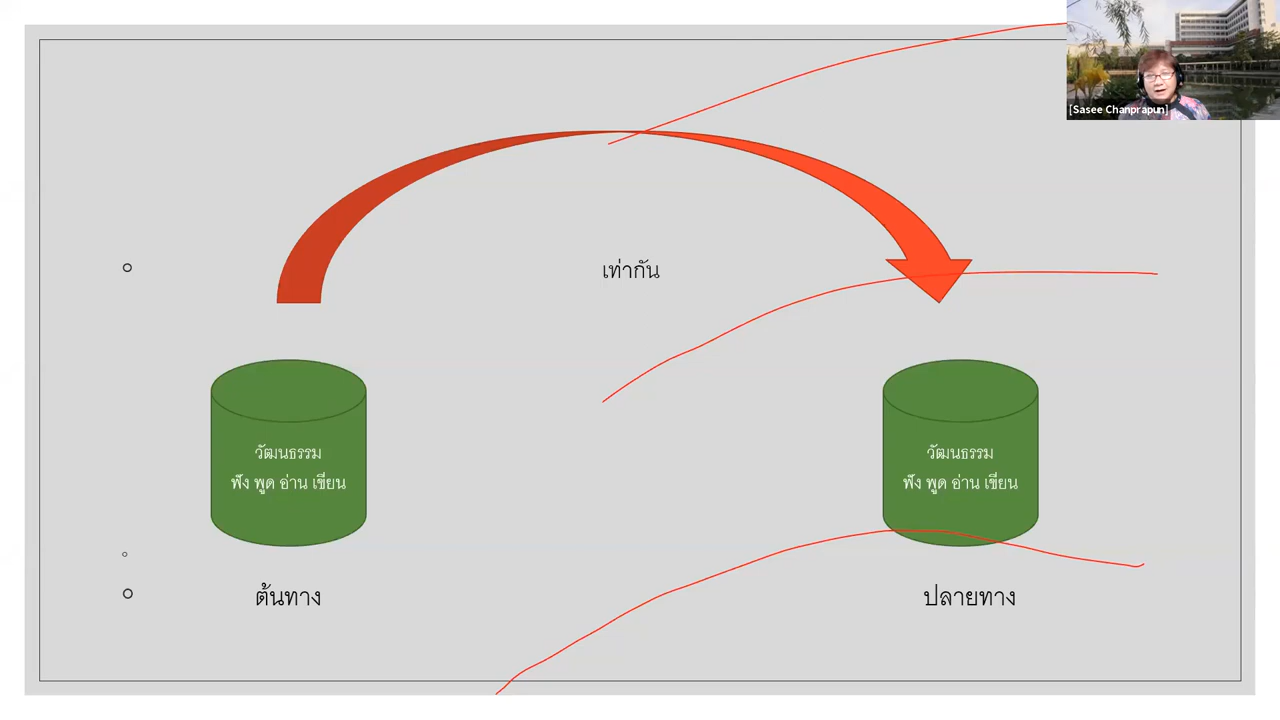 [Sasee Chanprapun]
เท่ากัน
วัฒนธรรม
ฟัง พูด อ่าน เขียน
วัฒนธรรม
ฟัง พูด อ่าน เขียน
ต้นทาง
ปลายทาง